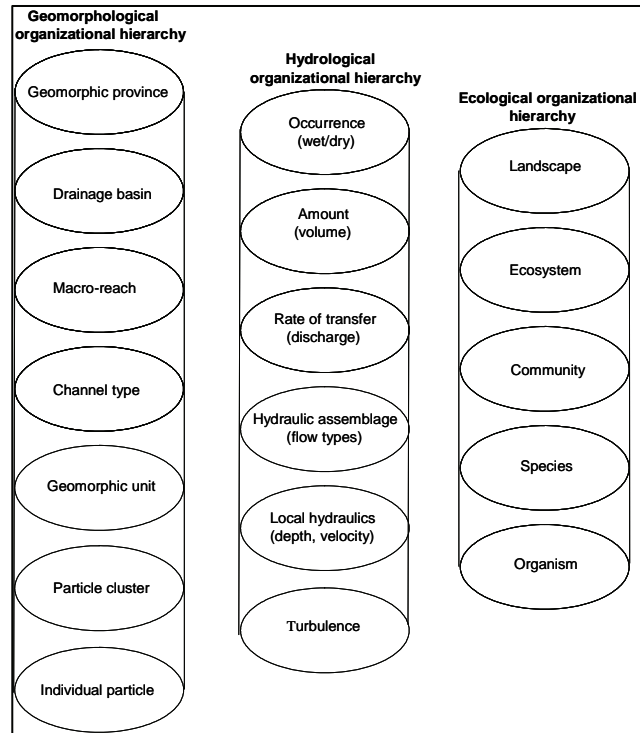 Geomorphological
organizational hierarchy
Geomorphic province
Drainage basin
Macro-reach
Channel type
Geomorphic unit
Particle cluster
Individual particle
Hydrological
organizational hierarchy
Occurrence
(wet/dry)
Amount
(volume)
Rate of transfer
(discharge)
Hydraulic assemblage
(flow types)
Local hydraulics
(depth, velocity)
Turbulence
Ecological organizational
hierarchy
Landscape
Ecosystem
Community
Species
Organism